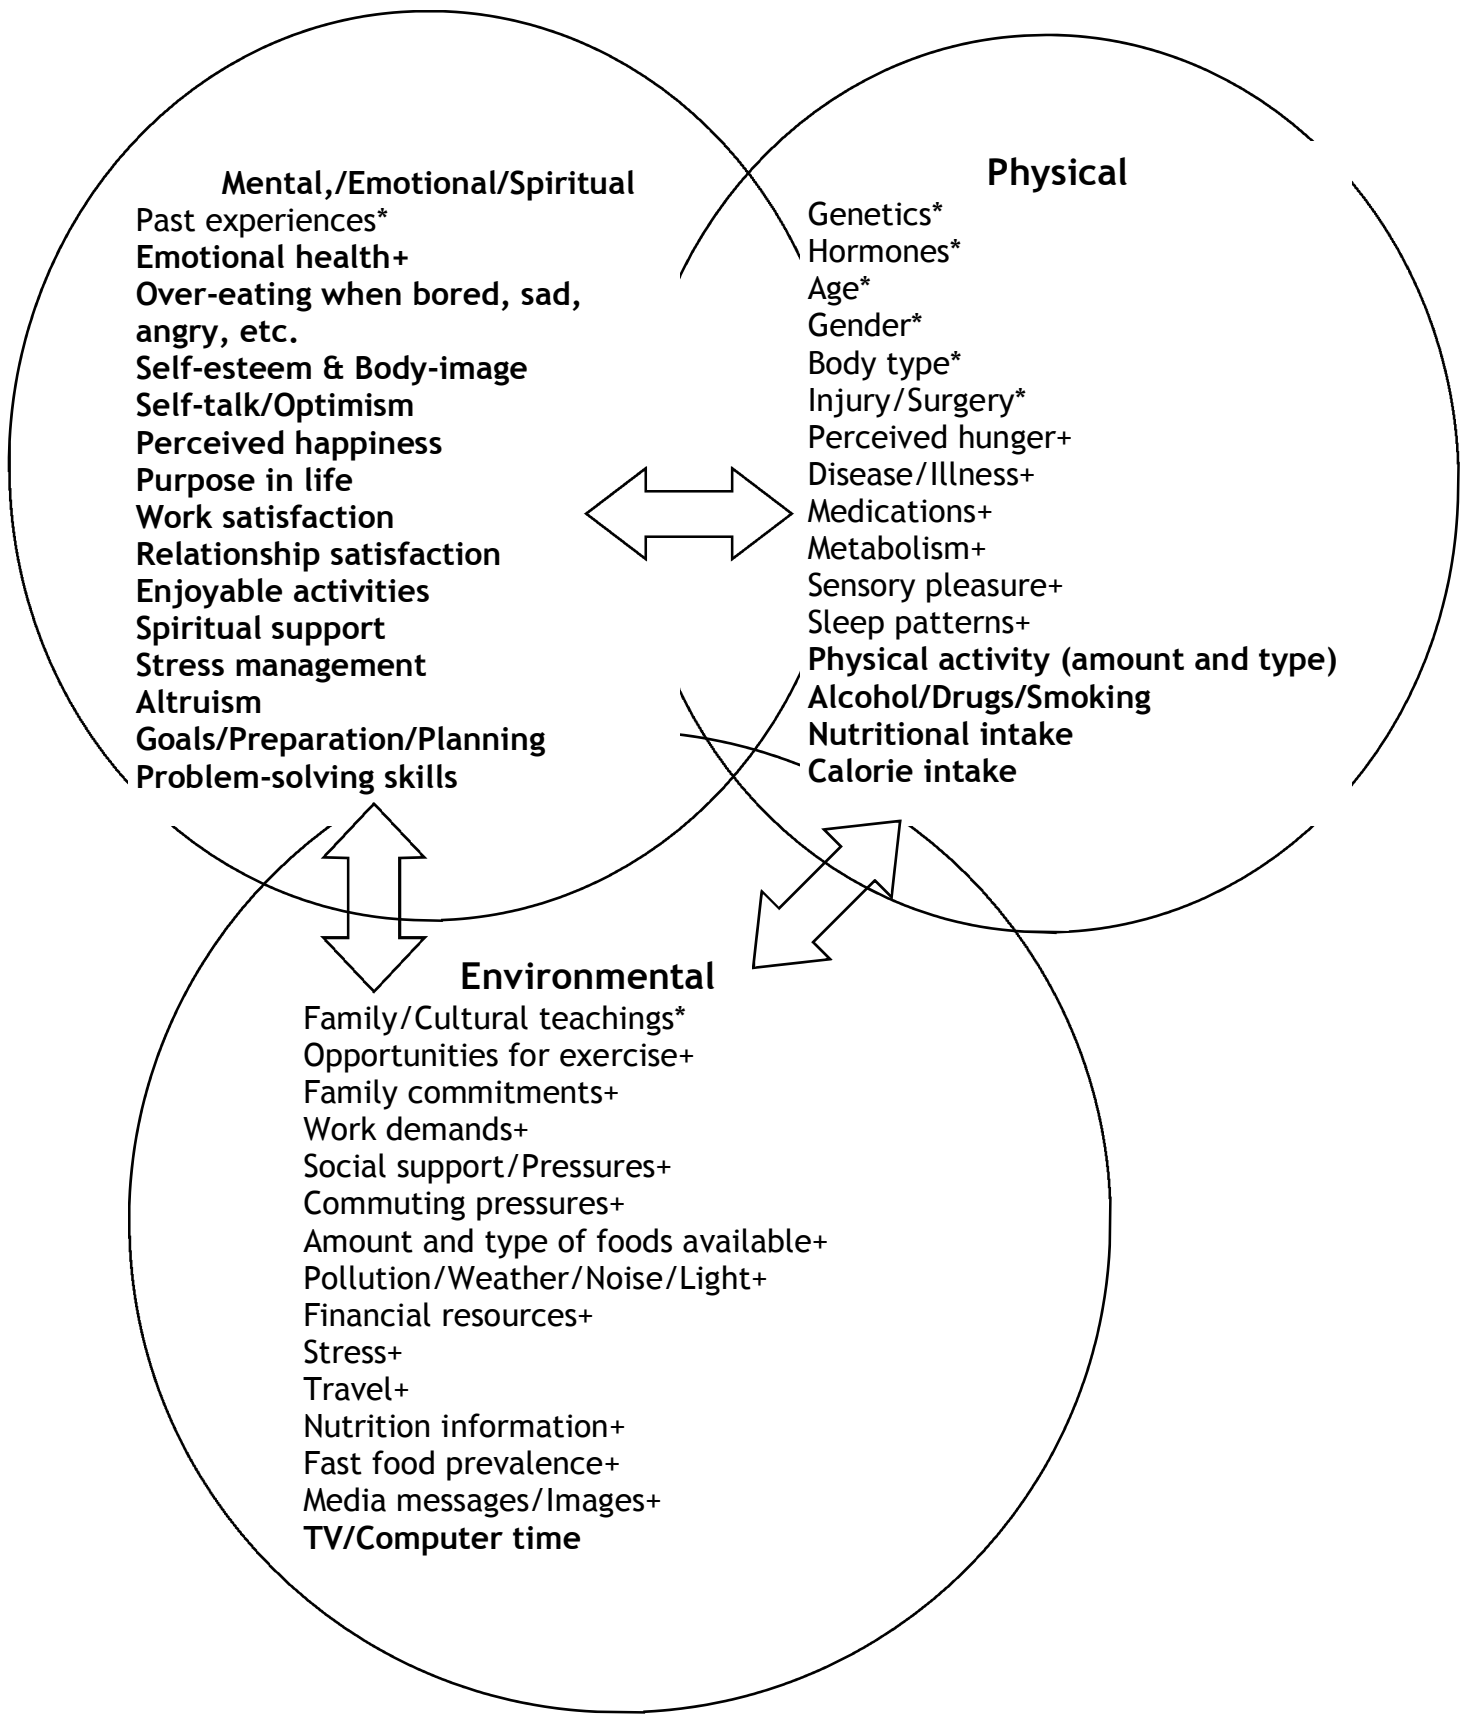 Mental,/Emotional/Spiritual
Past experiences*
Emotional health+
Over-eating when bored, sad,
angry, etc.
Self-esteem & Body-image
Self-talk/Optimism
Perceived happiness
Purpose in life
Work satisfaction
Relationship satisfaction
Enjoyable activities
Spiritual support
Stress management
Altruism
Goals/Preparation/Planning
Problem-solving skills
Physical
Genetics*
Hormones*
Age*
Gender*
Body type*
Injury/Surgery*
Perceived hunger+
Disease/Illness+
Medications+
Metabolism+
Sensory pleasure+
Sleep patterns+
Physical activity (amount and type)
Alcohol/Drugs/Smoking
Nutritional intake
Calorie intake
Environmental
Family/Cultural teachings*
Opportunities for exercise+
Family commitments+
Work demands+
Social support/Pressures+
Commuting pressures+
Amount and type of foods available+
Pollution/Weather/Noise/Light+
Financial resources+
Stress+
Travel+
Nutrition information+
Fast food prevalence+
Media messages/Images+
TV/Computer time